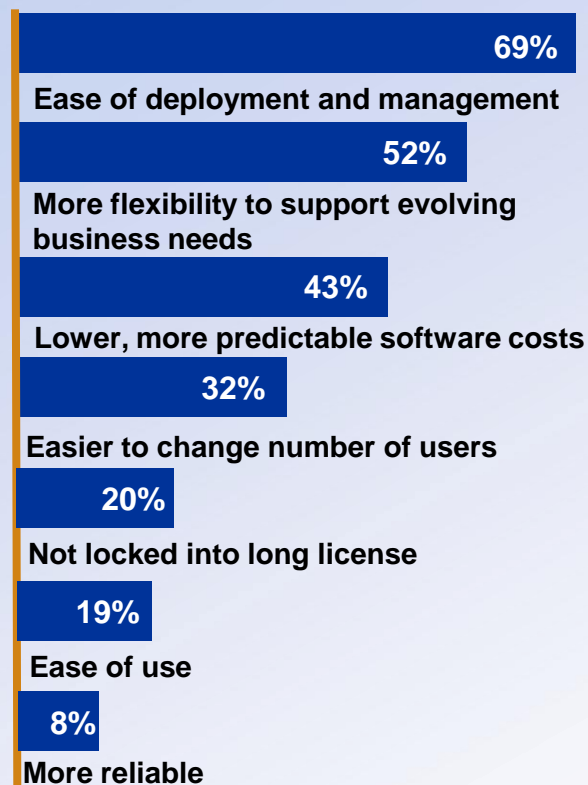 69%
Ease of deployment and management
52%
More flexibility to support evolving
business needs
43%
Lower, more predictable software costs
32%
Easier to change number of users
20%
Not locked into long license
19%
Ease of use
8%
More reliable